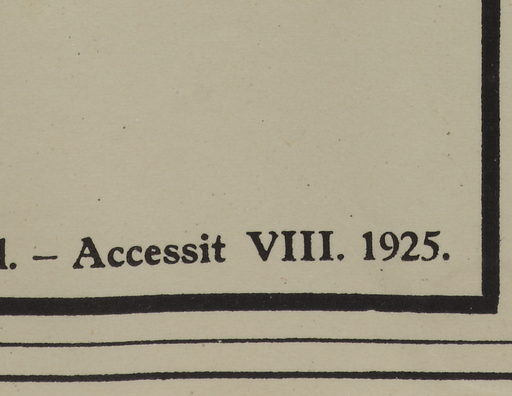 . – Accessit VIII. 1925.